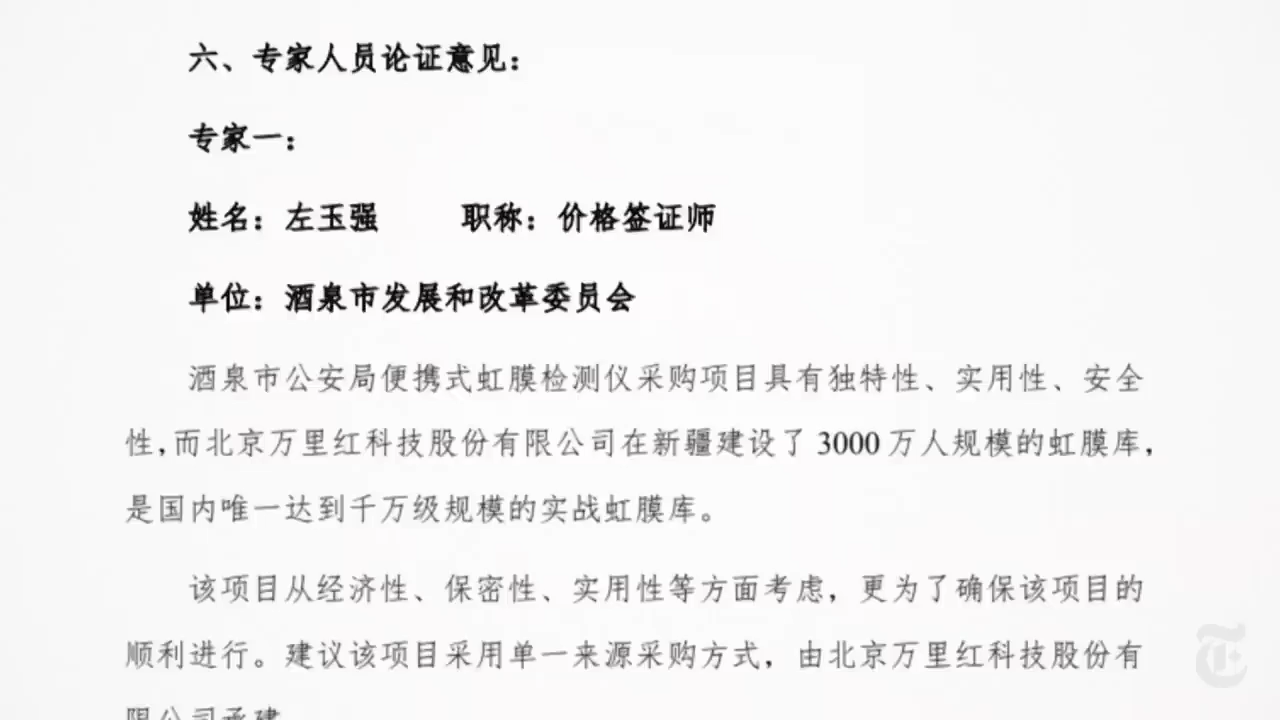 六、专家人员论证意见：
专家一：
姓名：左玉强 职称：价格签证师
单位：酒泉市发展和改革委员会
酒泉市公安局便携式虹膜检测仪采购项目具有独特性、实用性、安全
性，而北京万里红科技股份有限公司在新疆建设了 3000 万人规模的虹膜库，
是国内唯一达到千万级规模的实战虹膜库。
该项目从经济性、保密性、实用性等方面考虑，更为了确保该项目的
顺利进行。建议该项目采用单一来源采购方式，由北京万里红科技股份有
限公司承建
T